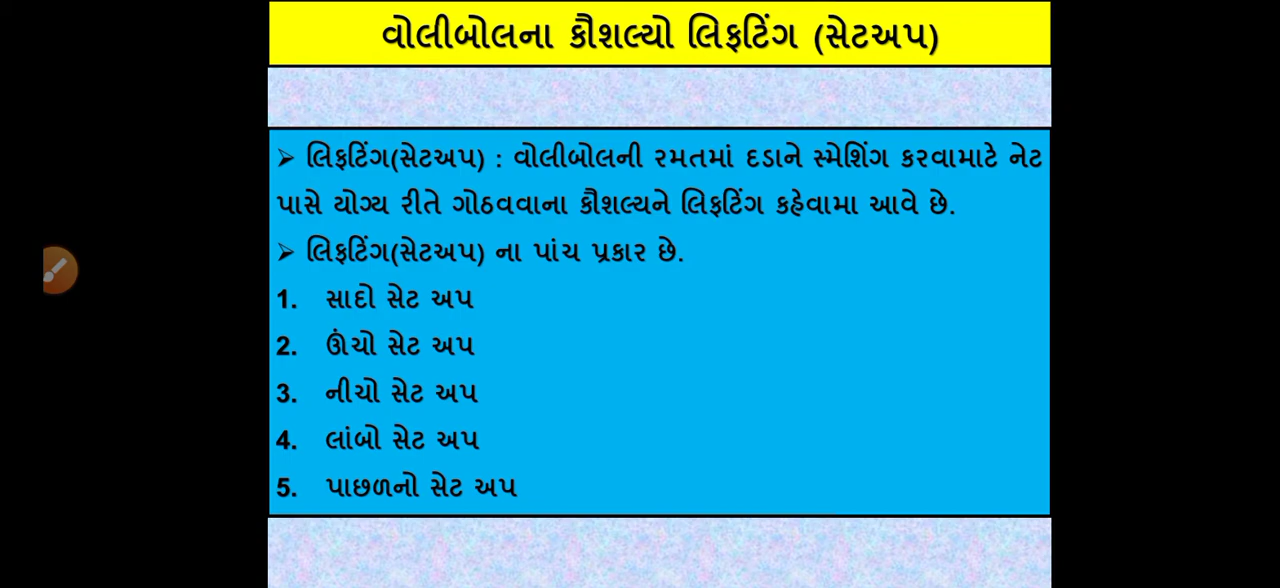 વોલીબોલના કૌશલ્યો લિફટિંગ (સેટઅપ)
➢ લિફટિંગ(સેટઅપ) : વોલીબોલની રમતમાં દડાને સ્મેશિંગ કરવામાટે નેટ
પાસે યોગ્ય રીતે ગોઠવવાના કૌશલ્યને લિફટિંગ કહેવામા આવે છે.
➢ લિફટિંગ(સેટઅપ) ના પાંચ પ્રકાર છે.
1. સાદો સેટ અપ
2. ઊંચો સેટ અપ
3. નીચો સેટ અપ
4. લાંબો સેટ અપ
5. પાછળનો સેટ અપ